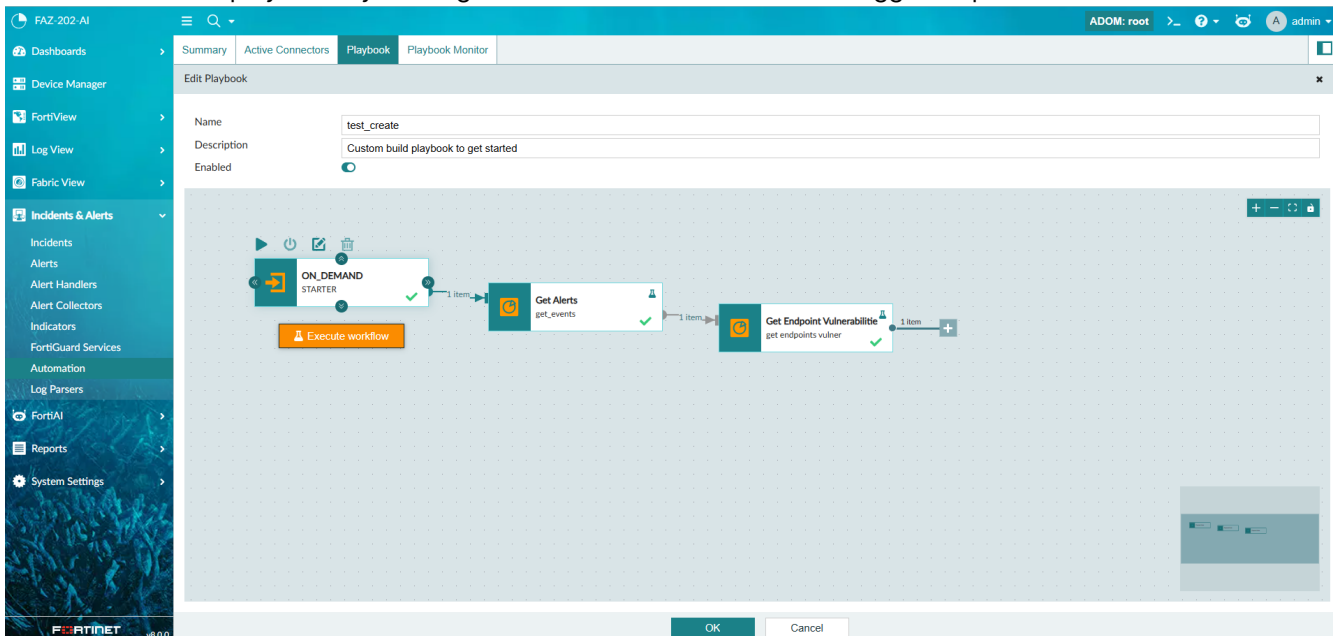 FAZ-202-AI
ADOM: root
A admin
Dashboards
Device Manager
FortiView
Log View
Fabric View
Incidents & Alerts
Incidents
Alerts
Alert Handlers
Alert Collectors
Indicators
FortiGuard Services
Automation
Log Parsers
FortiAI
Reports
System Settings
FORTINET v8.0.0
Summary Active Connectors Playbook Playbook Monitor
Edit Playbook
Name test_create
Description Custom build playbook to get started
Enabled
ON_DEMAND
STARTER
1 item
Execute workflow
Get Alerts
get_events
1 item
Get Endpoint Vulnerabilitie
get endpoints vulner
1 item
OK Cancel